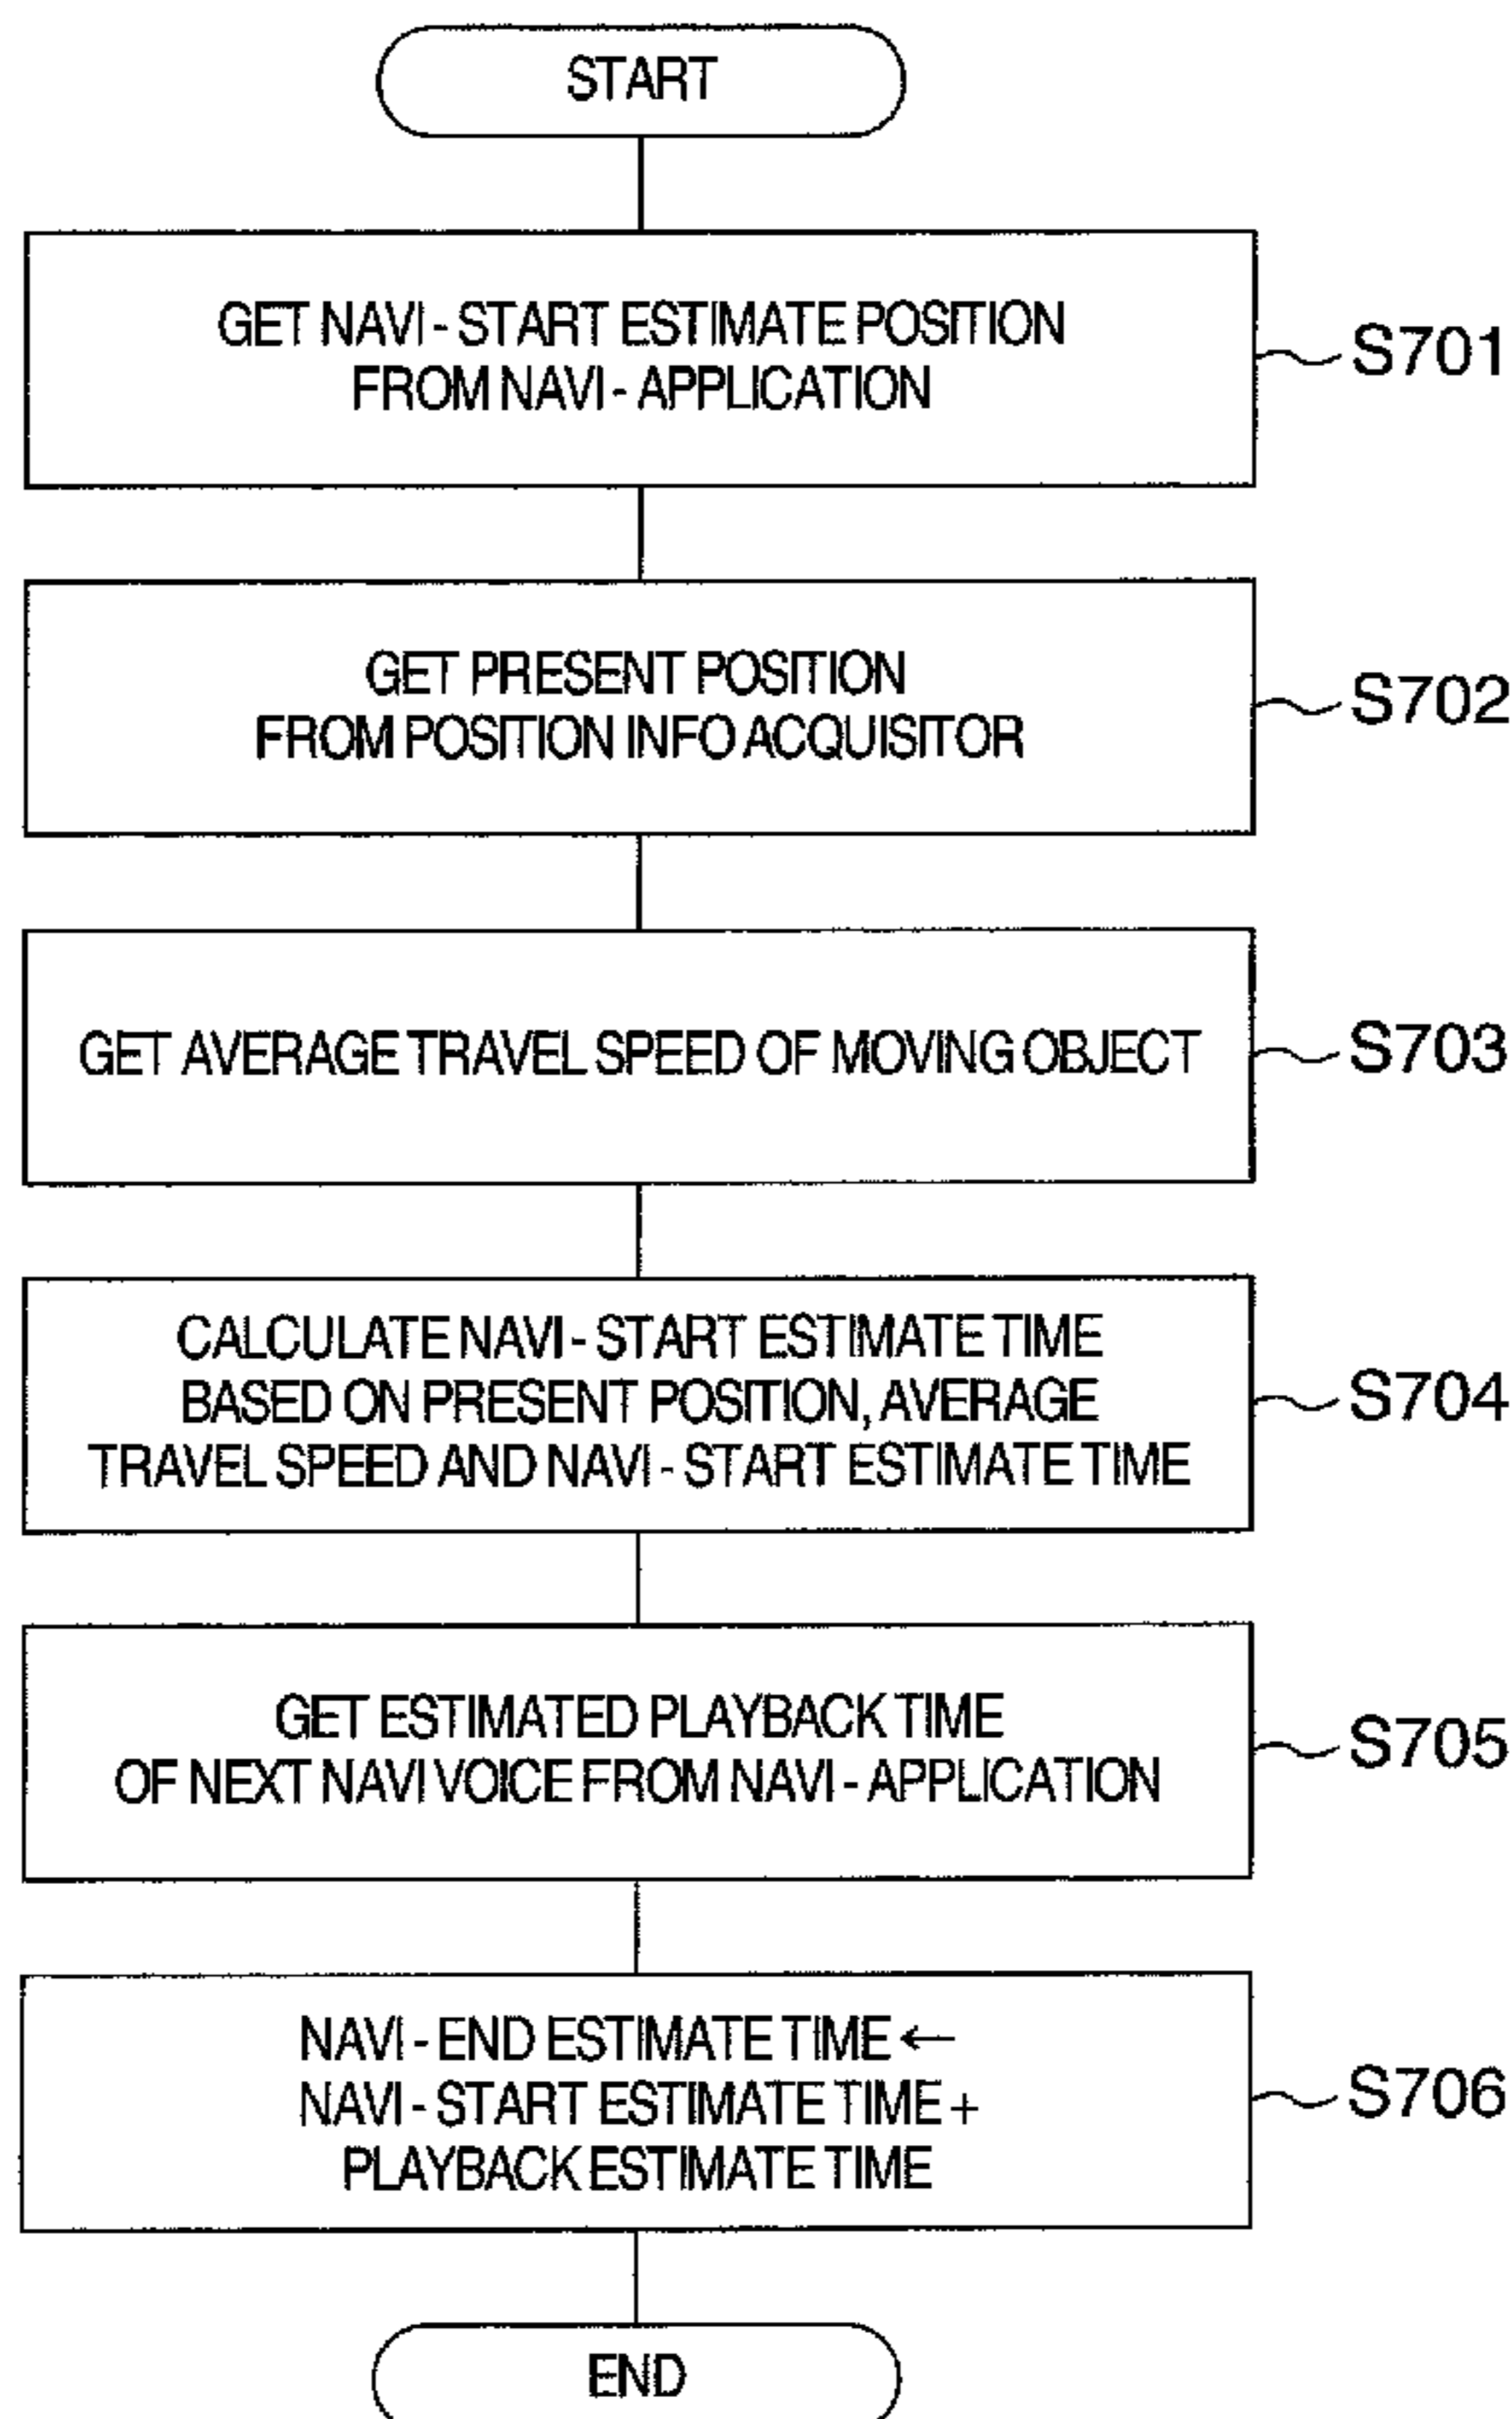 START
GET NAVI - START ESTIMATE POSITION
FROM NAVI - APPLICATION
S701
GET PRESENT POSITION
FROM POSITION INFO ACQUISITOR
S702
GET AVERAGE TRAVEL SPEED OF MOVING OBJECT
S703
CALCULATE NAVI - START ESTIMATE TIME
BASED ON PRESENT POSITION, AVERAGE
TRAVEL SPEED AND NAVI - START ESTIMATE TIME
S704
GET ESTIMATED PLAYBACK TIME
OF NEXT NAVI VOICE FROM NAVI - APPLICATION
S705
NAVI - END ESTIMATE TIME ←
NAVI - START ESTIMATE TIME +
PLAYBACK ESTIMATE TIME
S706
END